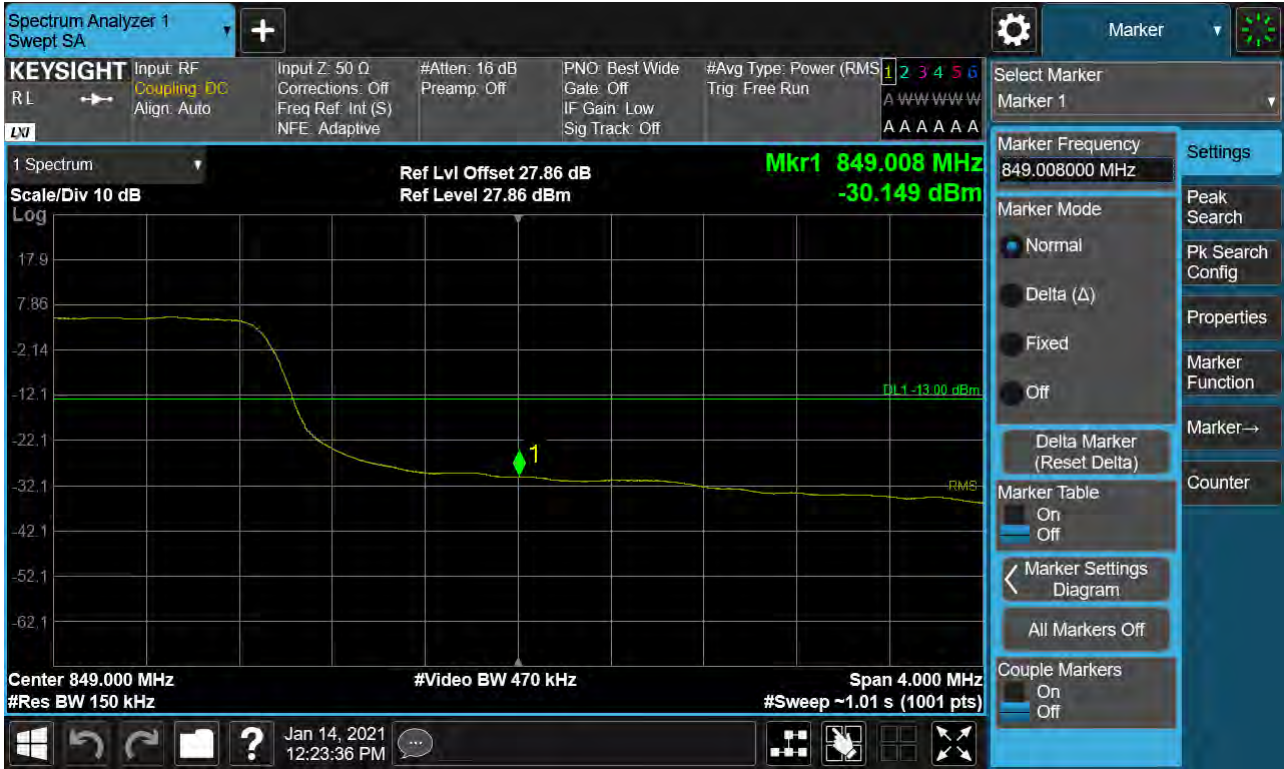 Spectrum Analyzer 1
Swept SA
Marker
KEYSIGHT
R L
LXI
Input: RF
Coupling: DC
Align: Auto
Input Z: 50 Ω
Corrections: Off
Freq Ref: Int (S)
NFE: Adaptive
#Atten: 16 dB
Preamp: Off
PNO: Best Wide
Gate: Off
IF Gain: Low
Sig Track: Off
#Avg Type: Power (RMS
Trig: Free Run
1 2 3 4 5 6
A W W W W W
A A A A A A
Select Marker
Marker 1
1 Spectrum
Scale/Div 10 dB
Ref Lvl Offset 27.86 dB
Ref Level 27.86 dBm
Mkr1 849.008 MHz
-30.149 dBm
Log
17.9
7.86
-2.14
-12.1
-22.1
-32.1
-42.1
-52.1
-62.1
DL1 -13.00 dBm
1
RMS
Center 849.000 MHz
#Res BW 150 kHz
#Video BW 470 kHz
Span 4.000 MHz
#Sweep ~1.01 s (1001 pts)
Marker Frequency
849.008000 MHz
Marker Mode
Normal
Delta (Δ)
Fixed
Off
Delta Marker
(Reset Delta)
Marker Table
On
Off
Marker Settings
Diagram
All Markers Off
Couple Markers
On
Off
Settings
Peak
Search
Pk Search
Config
Properties
Marker
Function
Marker→
Counter
?
Jan 14, 2021
12:23:36 PM